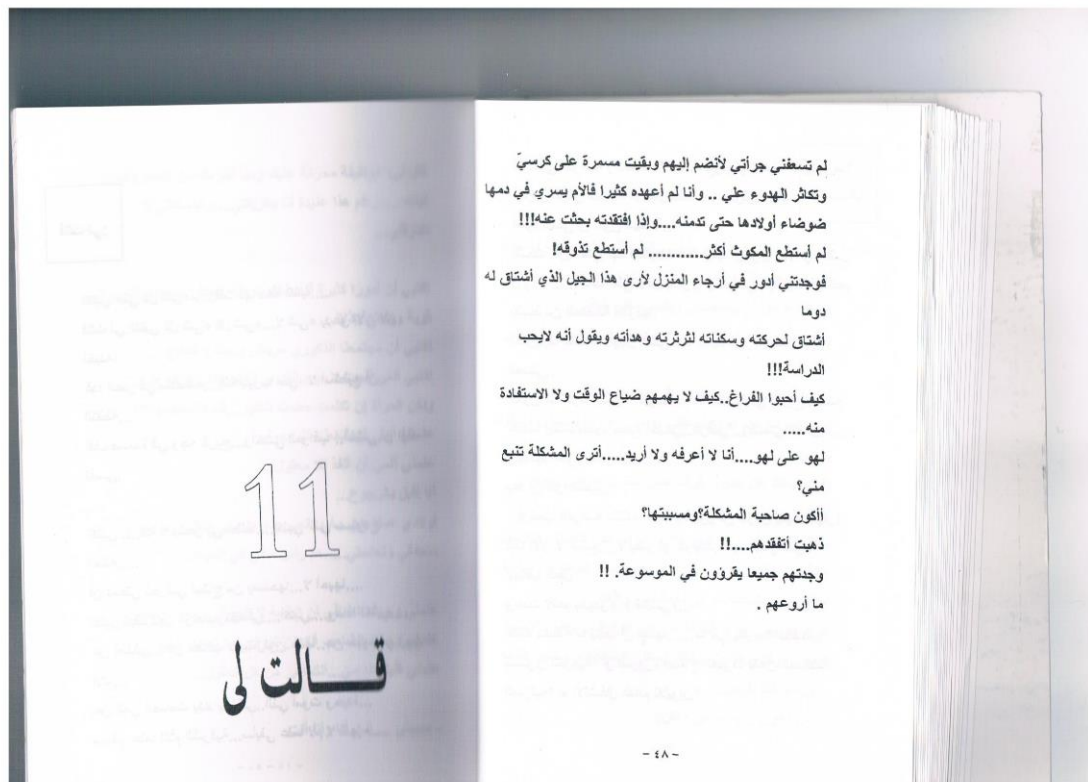 لم تسعفني جرأتي لأنضم إليهم وبقيت مسمرة على كرسيّ
وتكاثر الهدوء علي .. وأنا لم أعهده كثيرا فالأم يسري في دمها
ضوضاء أولادها حتى تدمنه....وإذا افتقدته بحثت عنه!!!
لم أستطع المكوث أكثر............ لم أستطع تذوقه!
فوجدتني أدور في أرجاء المنزل لأرى هذا الجيل الذي أشتاق له
دوما
أشتاق لحركته وسكناته لثرثرته وهدأته ويقول أنه لايحب
الدراسة!!!
كيف أحبوا الفراغ..كيف لا يهمهم ضياع الوقت ولا الاستفادة
منه.....
لهو على لهو....أنا لا أعرفه ولا أريد.....أترى المشكلة تنبع
مني؟
أأكون صاحبة المشكلة؟ومسببتها؟
ذهبت أتفقدهم....!!
وجدتهم جميعا يقرؤون في الموسوعة. !!
ما أروعهم .
- ٤٨ -
11
قــالت لى